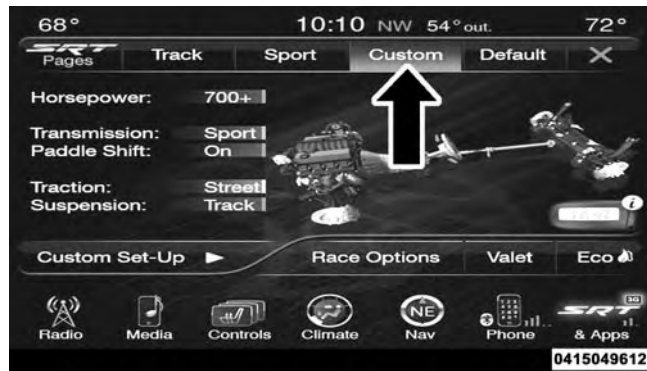 68° 10:10 NW 54° out. 72°
SRT Pages Track Sport Custom Default X
Horsepower: 700+
Transmission: Sport
Paddle Shift: On
Traction: Street
Suspension: Track
i
Custom Set-Up Race Options Valet Eco
NE 3G SRT
Radio Media Controls Climate Nav Phone & Apps
0415049612